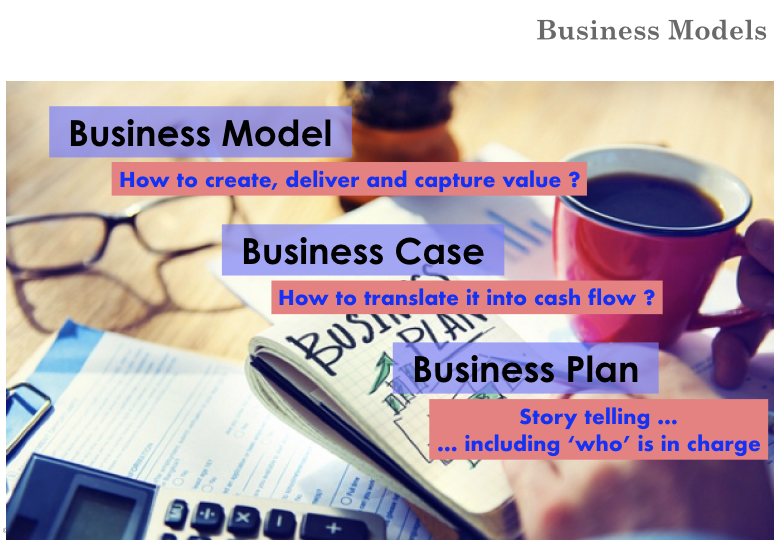 Business Models
Business Model
How to create, deliver and capture value ?
Business Case
How to translate it into cash flow ?
BUSINESS
PLAN
Business Plan
Story telling ...
... including ‘who’ is in charge